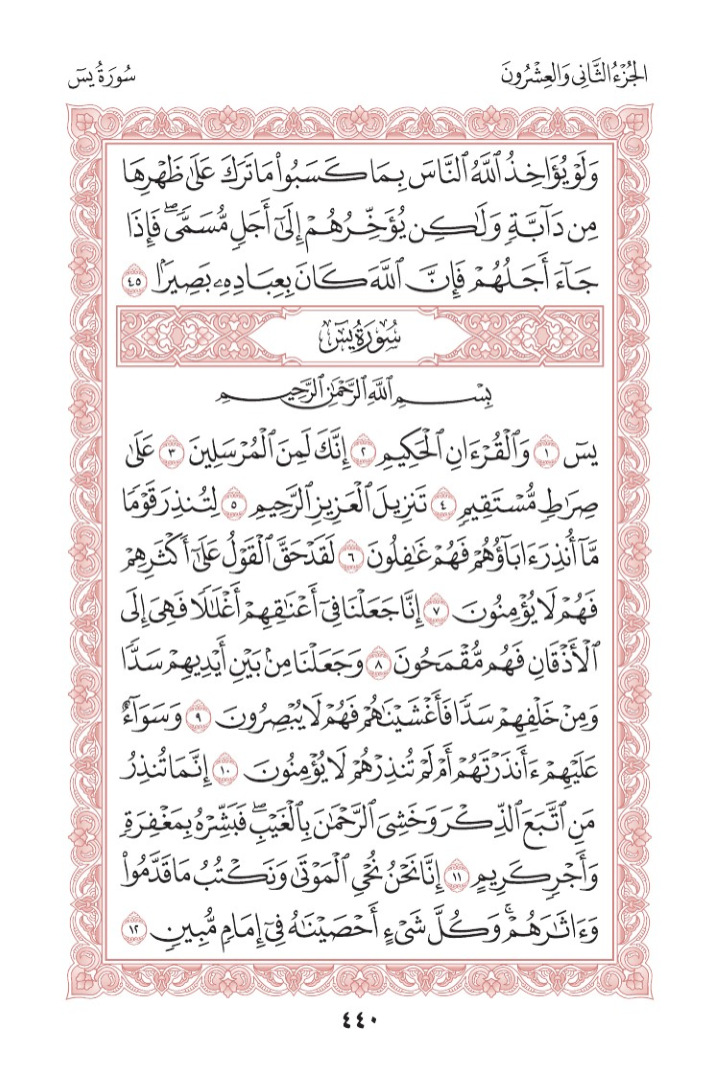 الجُزْءُ الثَّانِي وَالعِشْرُونَ
سُورَةُ يسٓ
وَلَوْ يُؤَاخِذُ ٱللَّهُ ٱلنَّاسَ بِمَا كَسَبُوا۟ مَا تَرَكَ عَلَىٰ ظَهْرِهَا
مِن دَآبَّةٍ وَلَـٰكِن يُؤَخِّرُهُمْ إِلَىٰٓ أَجَلٍ مُّسَمًّى ۖ فَإِذَا
جَآءَ أَجَلُهُمْ فَإِنَّ ٱللَّهَ كَانَ بِعِبَادِهِۦ بَصِيرًۢا ٤٥
سُورَةُ يسٓ
بِسْمِ ٱللَّهِ ٱلرَّحْمَـٰنِ ٱلرَّحِيمِ
يسٓ ١ وَٱلْقُرْءَانِ ٱلْحَكِيمِ ٢ إِنَّكَ لَمِنَ ٱلْمُرْسَلِينَ ٣ عَلَىٰ
صِرَٰطٍ مُّسْتَقِيمٍ ٤ تَنزِيلَ ٱلْعَزِيزِ ٱلرَّحِيمِ ٥ لِتُنذِرَ قَوْمًا
مَّآ أُنذِرَ ءَابَآؤُهُمْ فَهُمْ غَـٰفِلُونَ ٦ لَقَدْ حَقَّ ٱلْقَوْلُ عَلَىٰٓ أَكْثَرِهِمْ
فَهُمْ لَا يُؤْمِنُونَ ٧ إِنَّا جَعَلْنَا فِىٓ أَعْنَـٰقِهِمْ أَغْلَـٰلًا فَهِىَ إِلَى
ٱلْأَذْقَانِ فَهُم مُّقْمَحُونَ ٨ وَجَعَلْنَا مِنۢ بَيْنِ أَيْدِيهِمْ سَدًّا
وَمِنْ خَلْفِهِمْ سَدًّا فَأَغْشَيْنَـٰهُمْ فَهُمْ لَا يُبْصِرُونَ ٩ وَسَوَآءٌ
عَلَيْهِمْ ءَأَنذَرْتَهُمْ أَمْ لَمْ تُنذِرْهُمْ لَا يُؤْمِنُونَ ١٠ إِنَّمَا تُنذِرُ
مَنِ ٱتَّبَعَ ٱلذِّكْرَ وَخَشِىَ ٱلرَّحْمَـٰنَ بِٱلْغَيْبِ ۖ فَبَشِّرْهُ بِمَغْفِرَةٍ
وَأَجْرٍ كَرِيمٍ ١١ إِنَّا نَحْنُ نُحْىِ ٱلْمَوْتَىٰ وَنَكْتُبُ مَا قَدَّمُوا۟
وَءَاثَـٰرَهُمْ ۚ وَكُلَّ شَىْءٍ أَحْصَيْنَـٰهُ فِىٓ إِمَامٍ مُّبِينٍ ١٢
٤٤٠